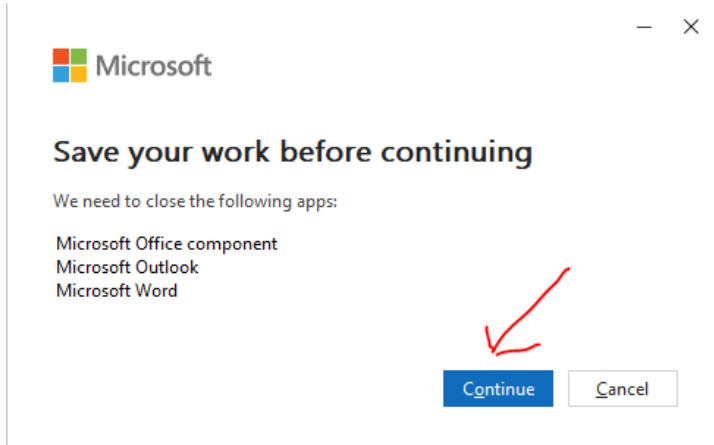 Microsoft
Save your work before continuing
We need to close the following apps:
Microsoft Office component
Microsoft Outlook
Microsoft Word
Continue Cancel